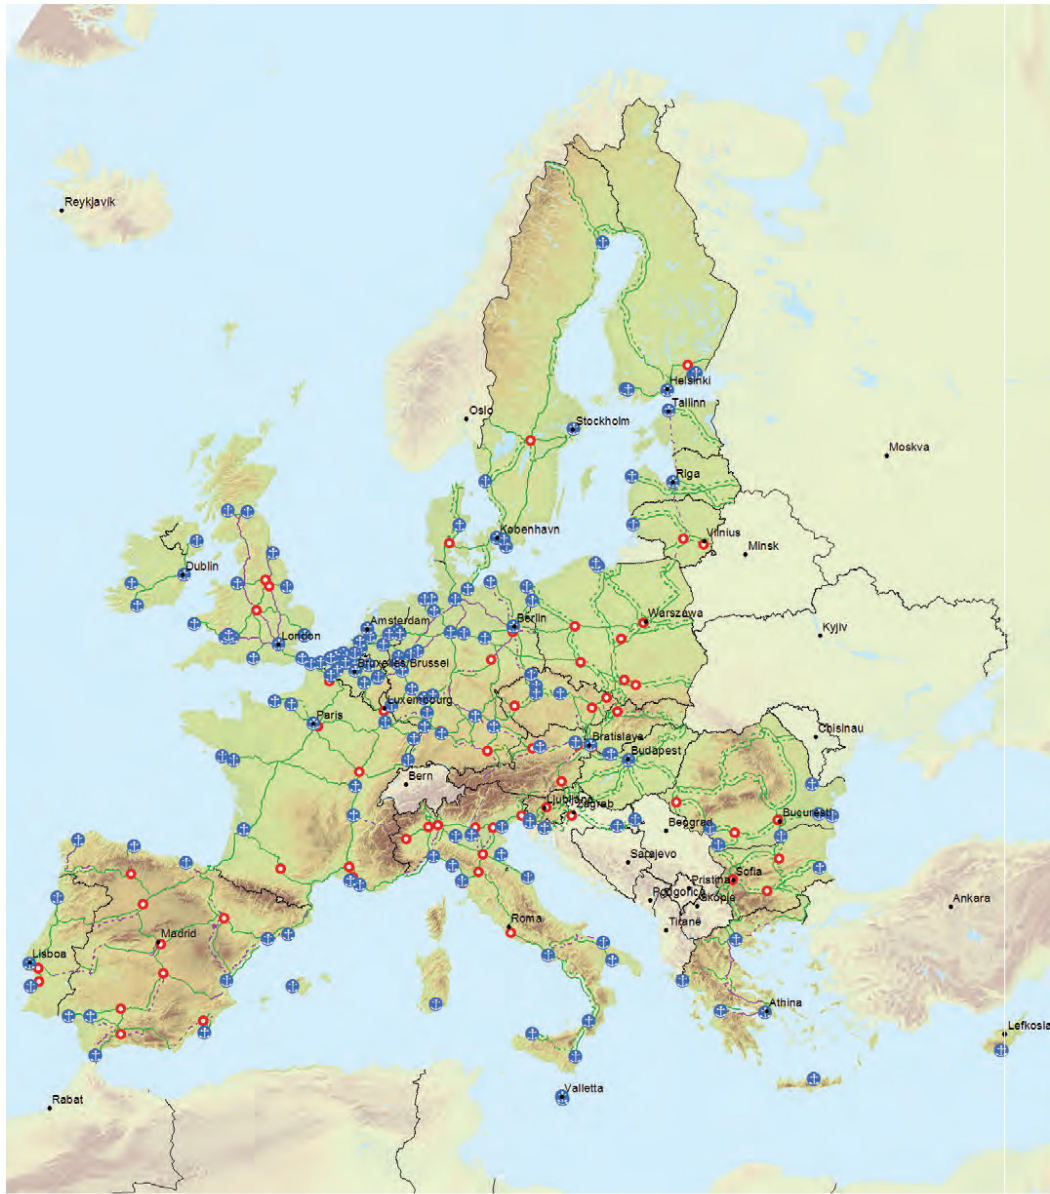 Reykjavík
Helsinki
Tallinn
Oslo
Stockholm
Moskva
Riga
København
Vilnius
Minsk
Dublin
Amsterdam
Berlin
Warszawa
Kyjiv
London
Bruxelles/Brussel
Luxembourg
Paris
Chisinau
Bratislava
Budapest
Bern
Ljubljana
Zagreb
Bucuresti
Beograd
Sarajevo
Sofia
Pristina
Podgorica
Skopje
Ankara
Roma
Tiranë
Madrid
Lisboa
Athina
Lefkosia
Valletta
Rabat